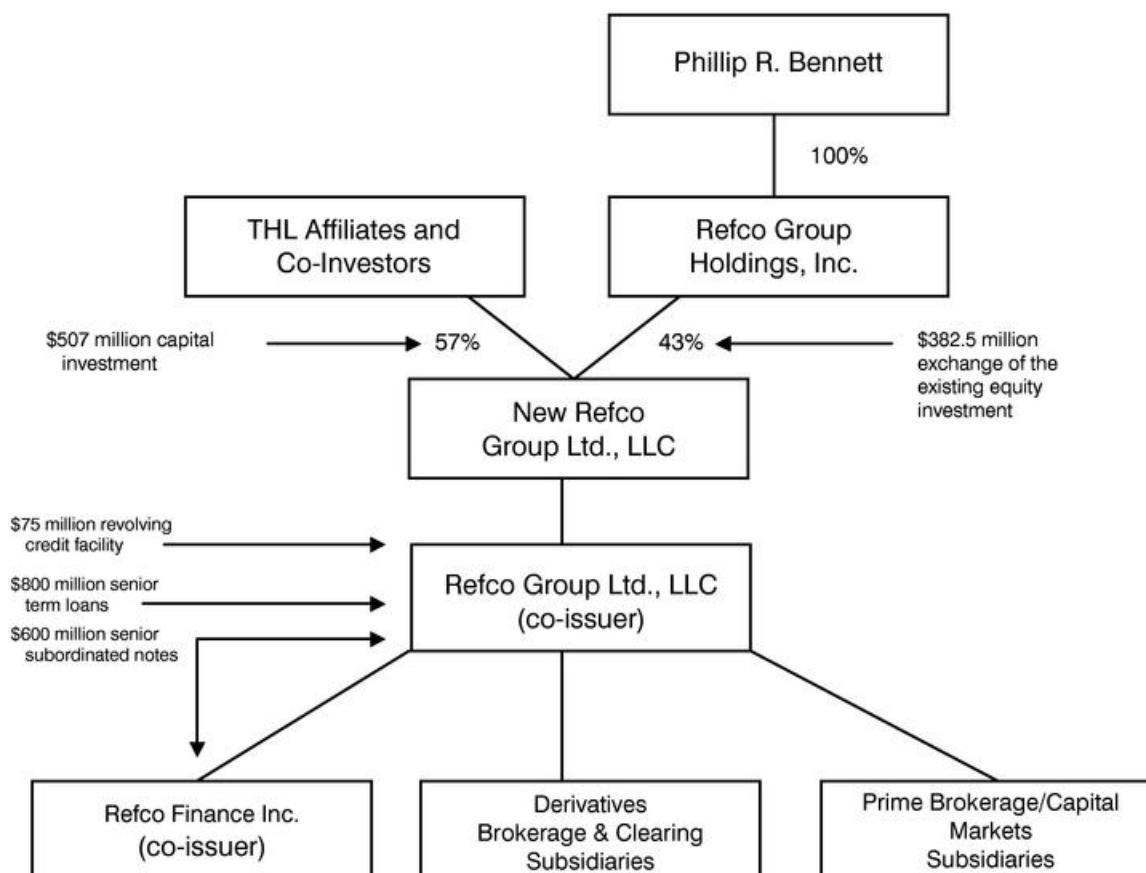 Phillip R. Bennett
100%
THL Affiliates and
Co-Investors
Refco Group
Holdings, Inc.
$507 million capital
investment
57%
43%
$382.5 million
exchange of the
existing equity
investment
New Refco
Group Ltd., LLC
$75 million revolving
credit facility
$800 million senior
term loans
$600 million senior
subordinated notes
Refco Group Ltd., LLC
(co-issuer)
Refco Finance Inc.
(co-issuer)
Derivatives
Brokerage & Clearing
Subsidiaries
Prime Brokerage/Capital
Markets
Subsidiaries